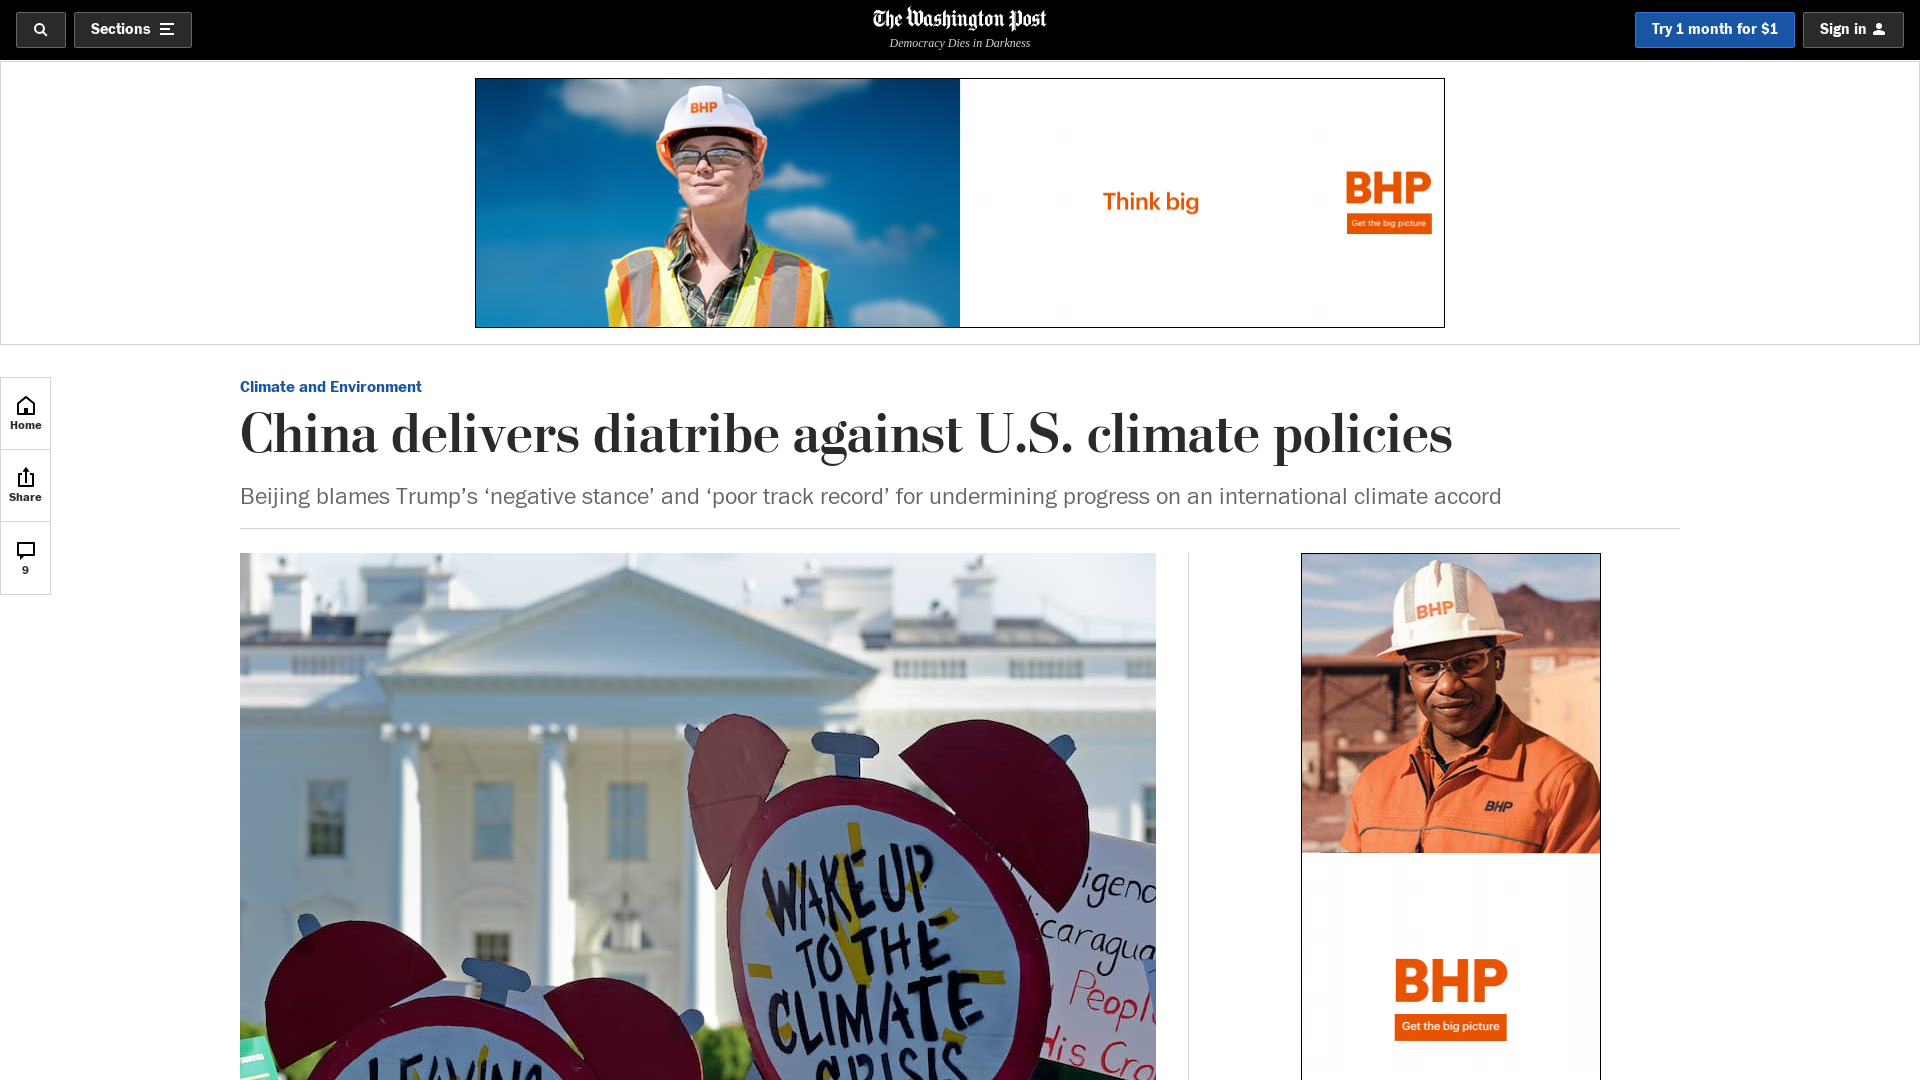 Sections
The Washington Post
Democracy Dies in Darkness
Try 1 month for $1
Sign in
BHP
Think big
BHP
Get the big picture
Home
Share
9
Climate and Environment
China delivers diatribe against U.S. climate policies
Beijing blames Trump’s ‘negative stance’ and ‘poor track record’ for undermining progress on an international climate accord
WAKE UP
TO THE
CLIMATE
CRISIS
LEAVING
caragua
Peopl
His Cro
BHP
BHP
BHP
Get the big picture